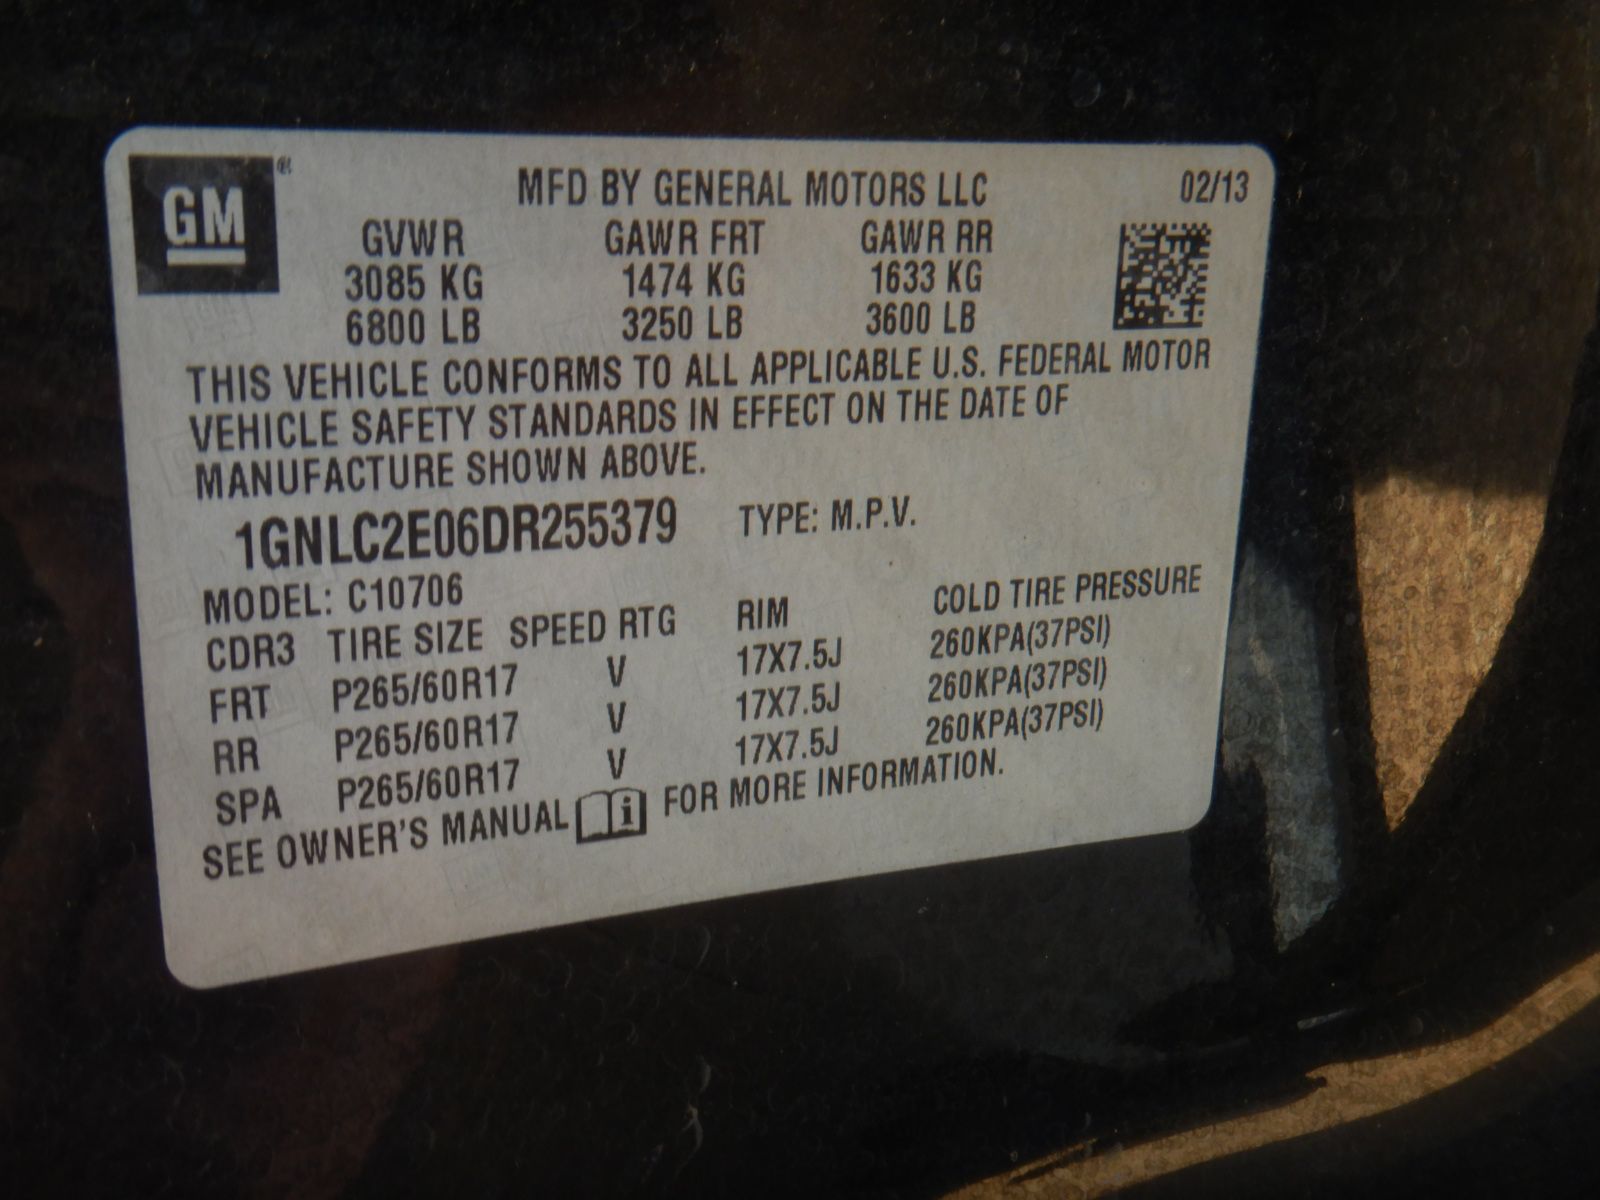 GM®
MFD BY GENERAL MOTORS LLC 02/13
GVWR GAWR FRT GAWR RR
3085 KG 1474 KG 1633 KG
6800 LB 3250 LB 3600 LB
THIS VEHICLE CONFORMS TO ALL APPLICABLE U.S. FEDERAL MOTOR
VEHICLE SAFETY STANDARDS IN EFFECT ON THE DATE OF
MANUFACTURE SHOWN ABOVE.
1GNLC2E06DR255379 TYPE: M.P.V.
MODEL: C10706
CDR3 TIRE SIZE SPEED RTG RIM COLD TIRE PRESSURE
FRT P265/60R17 V 17X7.5J 260KPA(37PSI)
RR P265/60R17 V 17X7.5J 260KPA(37PSI)
SPA P265/60R17 V 17X7.5J 260KPA(37PSI)
SEE OWNER'S MANUAL i FOR MORE INFORMATION.